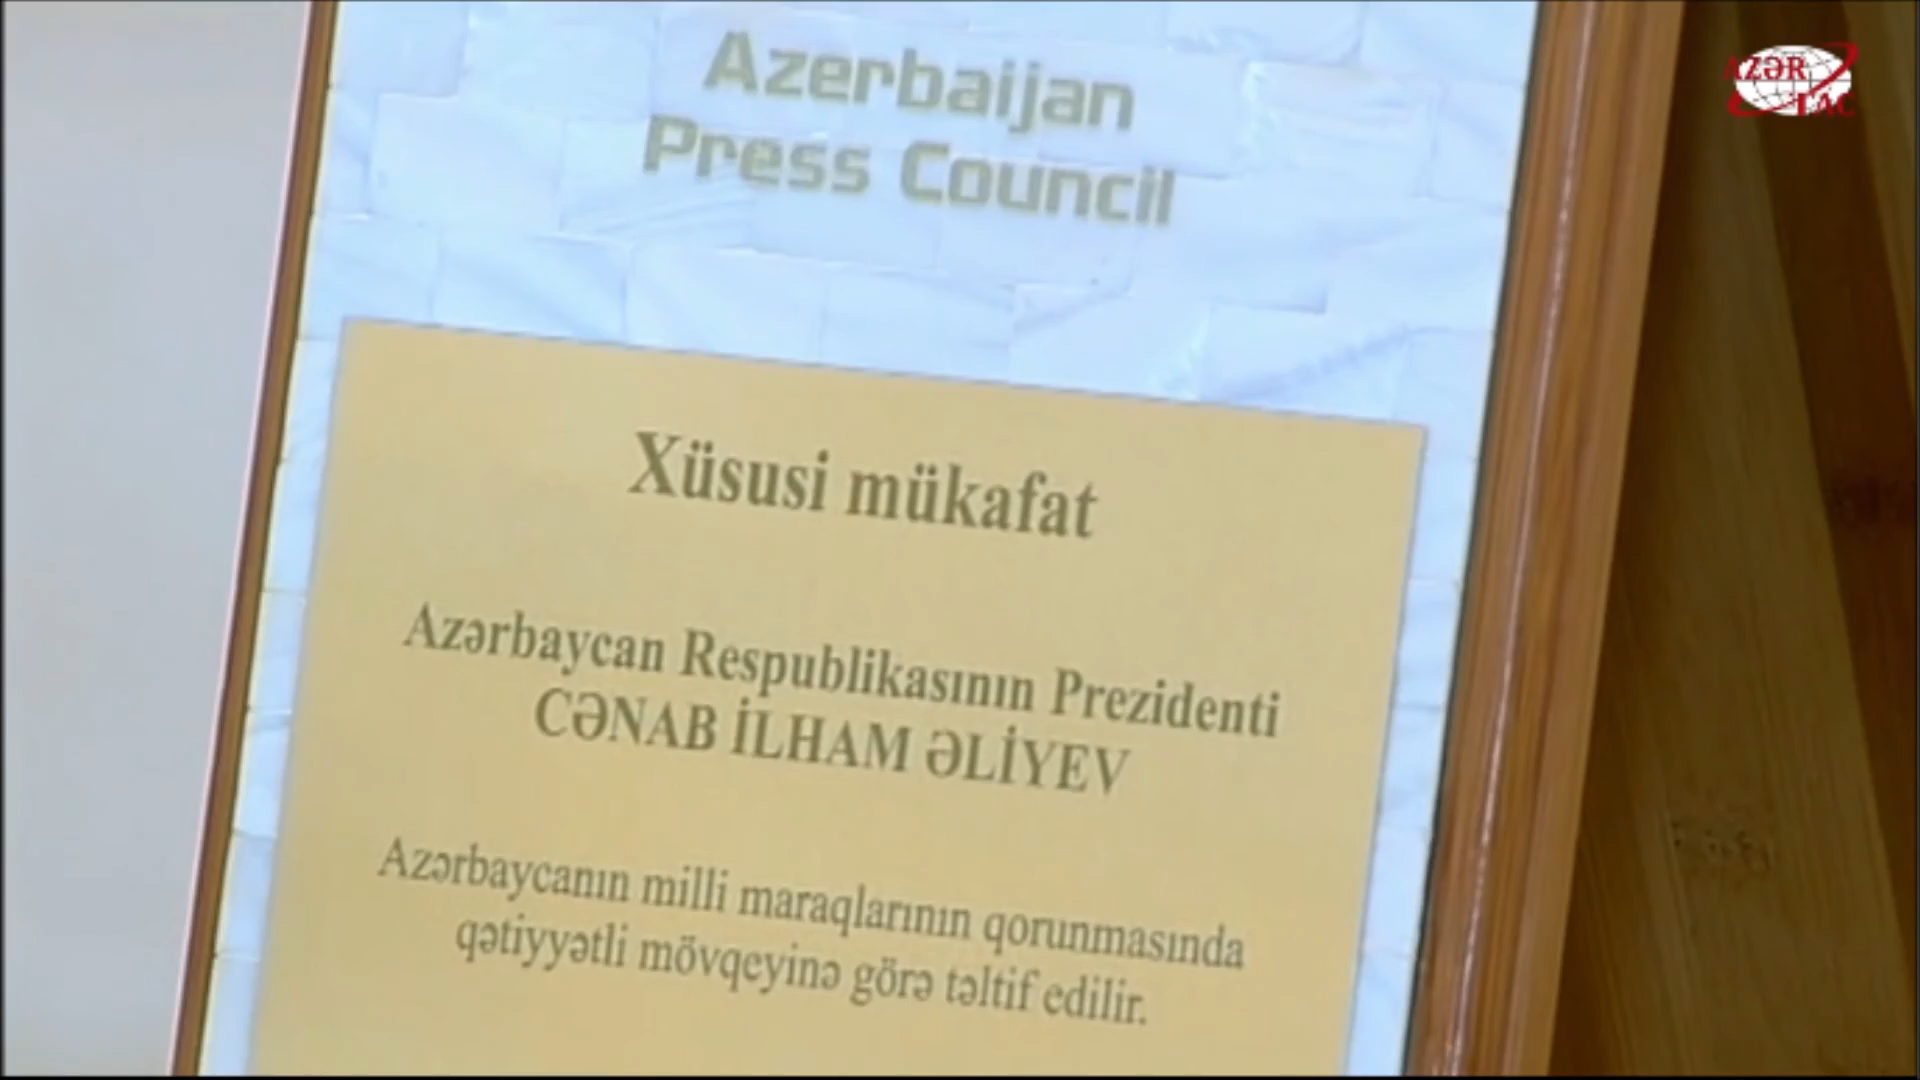 AZƏR
TAC
Azerbaijan
Press Council
Xüsusi mükafat
Azərbaycan Respublikasının Prezidenti
CƏNAB İLHAM ƏLİYEV
Azərbaycanın milli maraqlarının qorunmasında
qətiyyətli mövqeyinə görə təltif edilir.